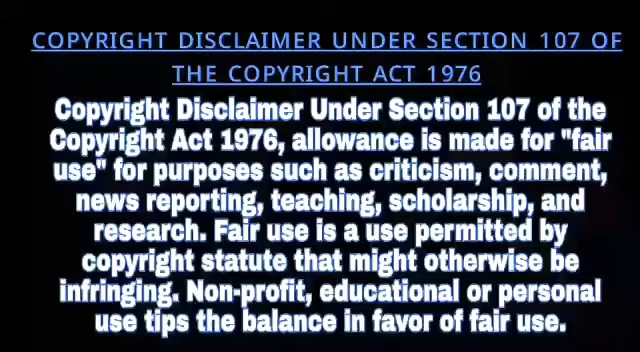 COPYRIGHT DISCLAIMER UNDER SECTION 107 OF
THE COPYRIGHT ACT 1976
Copyright Disclaimer Under Section 107 of the
Copyright Act 1976, allowance is made for "fair
use" for purposes such as criticism, comment,
news reporting, teaching, scholarship, and
research. Fair use is a use permitted by
copyright statute that might otherwise be
infringing. Non-profit, educational or personal
use tips the balance in favor of fair use.